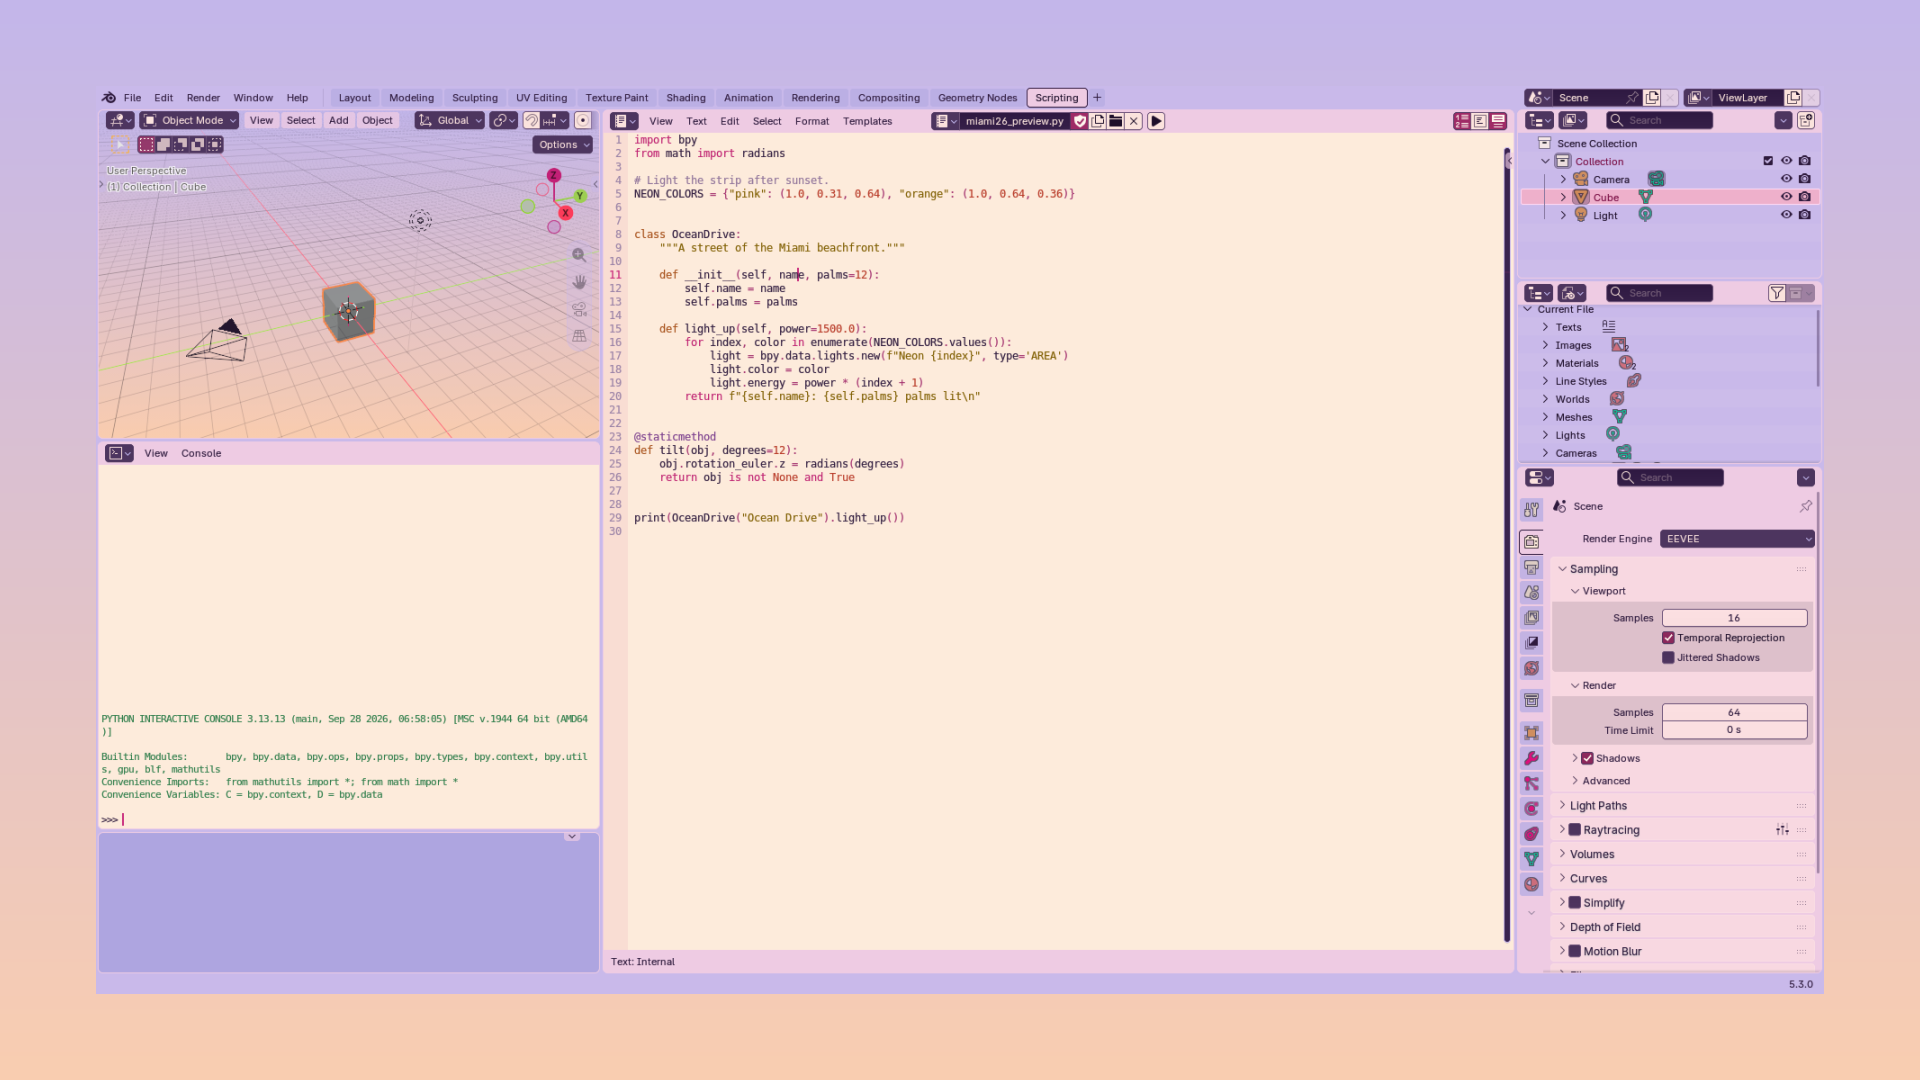 File Edit Render Window Help Layout Modeling Sculpting UV Editing Texture Paint Shading Animation Rendering Compositing Geometry Nodes Scripting + Scene ViewLayer
Object Mode View Select Add Object Global
Options
User Perspective
(1) Collection | Cube
Z
Y
X
View Console
PYTHON INTERACTIVE CONSOLE 3.13.13 (main, Sep 28 2026, 06:58:05) [MSC v.1944 64 bit (AMD64
)]
Builtin Modules: bpy, bpy.data, bpy.ops, bpy.props, bpy.types, bpy.context, bpy.util
s, gpu, blf, mathutils
Convenience Imports: from mathutils import *; from math import *
Convenience Variables: C = bpy.context, D = bpy.data
>>>
View Text Edit Select Format Templates miami26_preview.py
1 import bpy
2 from math import radians
3
4 # Light the strip after sunset.
5 NEON_COLORS = {"pink": (1.0, 0.31, 0.64), "orange": (1.0, 0.64, 0.36)}
6
7
8 class OceanDrive:
9 """A street of the Miami beachfront."""
10
11 def __init__(self, name, palms=12):
12 self.name = name
13 self.palms = palms
14
15 def light_up(self, power=1500.0):
16 for index, color in enumerate(NEON_COLORS.values()):
17 light = bpy.data.lights.new(f"Neon {index}", type='AREA')
18 light.color = color
19 light.energy = power * (index + 1)
20 return f"{self.name}: {self.palms} palms lit\n"
21
22
23 @staticmethod
24 def tilt(obj, degrees=12):
25 obj.rotation_euler.z = radians(degrees)
26 return obj is not None and True
27
28
29 print(OceanDrive("Ocean Drive").light_up())
30
Text: Internal
Search
Scene Collection
Collection
Camera
Cube
Light
Search
Current File
Texts
Images 2
Materials 2
Line Styles
Worlds
Meshes
Lights
Cameras
Search
Scene
Render Engine EEVEE
Sampling
Viewport
Samples 16
Temporal Reprojection
Jittered Shadows
Render
Samples 64
Time Limit 0 s
Shadows
Advanced
Light Paths
Raytracing
Volumes
Curves
Simplify
Depth of Field
Motion Blur
5.3.0